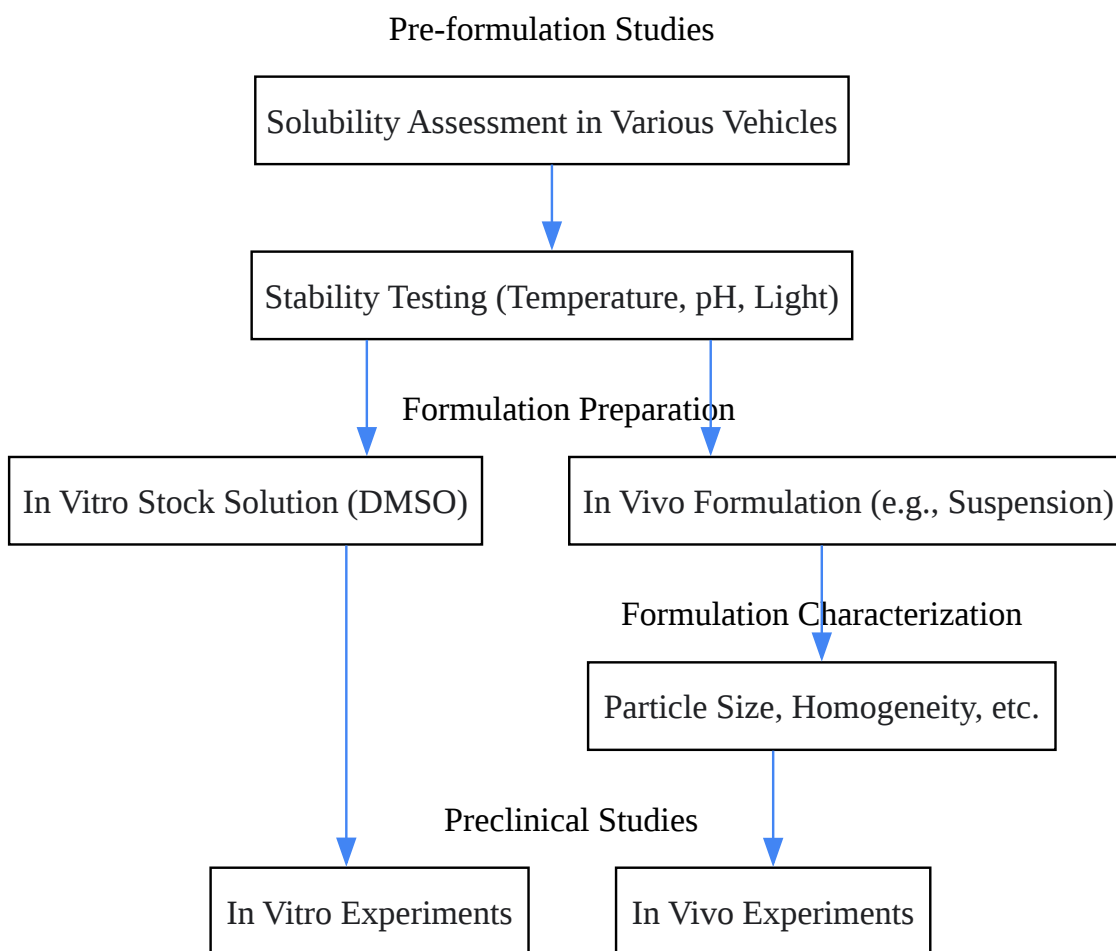 Pre-formulation Studies
Solubility Assessment in Various Vehicles
Stability Testing (Temperature, pH, Light)
Formulation Preparation
In Vitro Stock Solution (DMSO)
In Vivo Formulation (e.g., Suspension)
Formulation Characterization
Particle Size, Homogeneity, etc.
Preclinical Studies
In Vitro Experiments
In Vivo Experiments